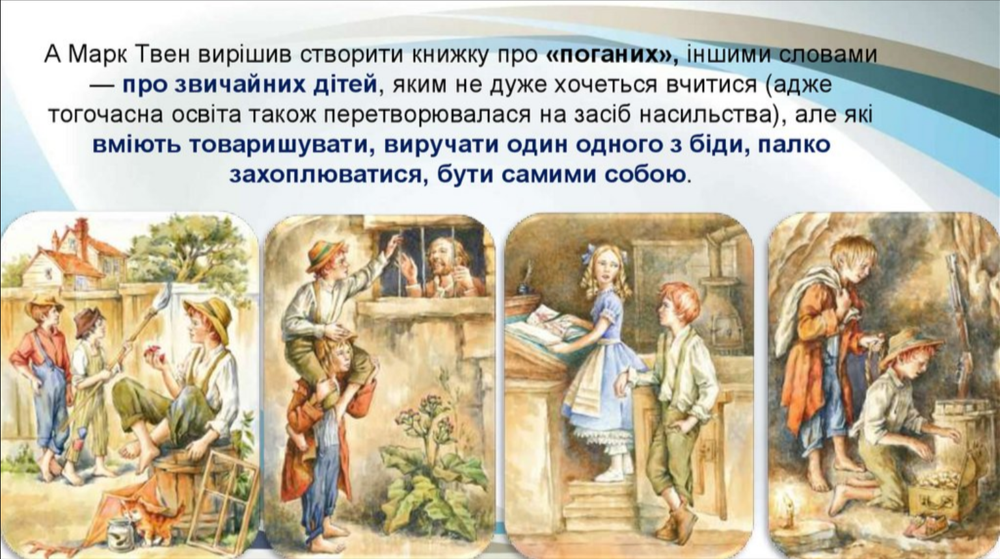 А Марк Твен вирішив створити книжку про «поганих», іншими словами
— про звичайних дітей, яким не дуже хочеться вчитися (адже
тогочасна освіта також перетворювалася на засіб насильства), але які
вміють товаришувати, виручати один одного з біди, палко
захоплюватися, бути самими собою.